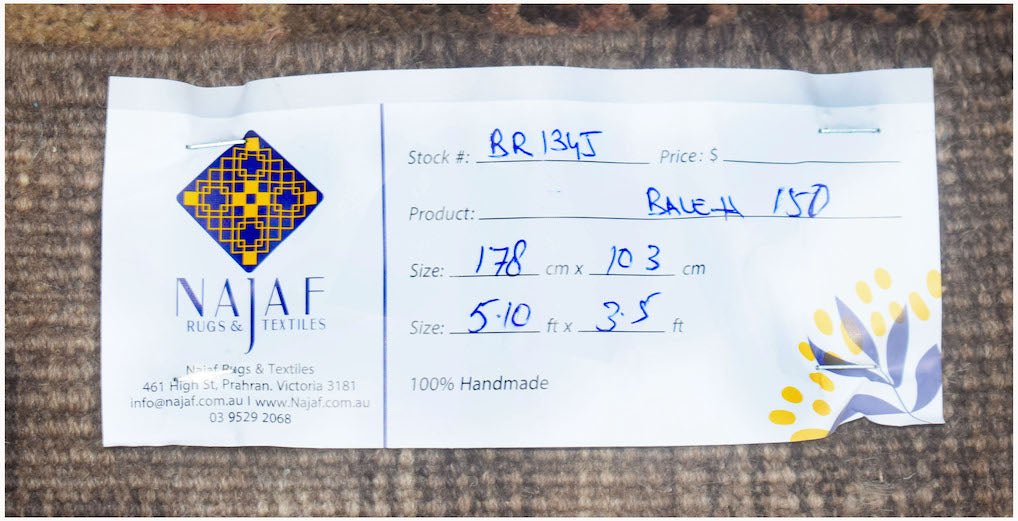 NAJAF
RUGS & TEXTILES
Najaf Rugs & Textiles
461 High St, Prahran. Victoria 3181
info@najaf.com.au | www.Najaf.com.au
03 9529 2068
Stock #: BR 134J Price: $
Product: 150
Size: 178 cm x 103 cm
Size: 5.10 ft x 3.5 ft
100% Handmade